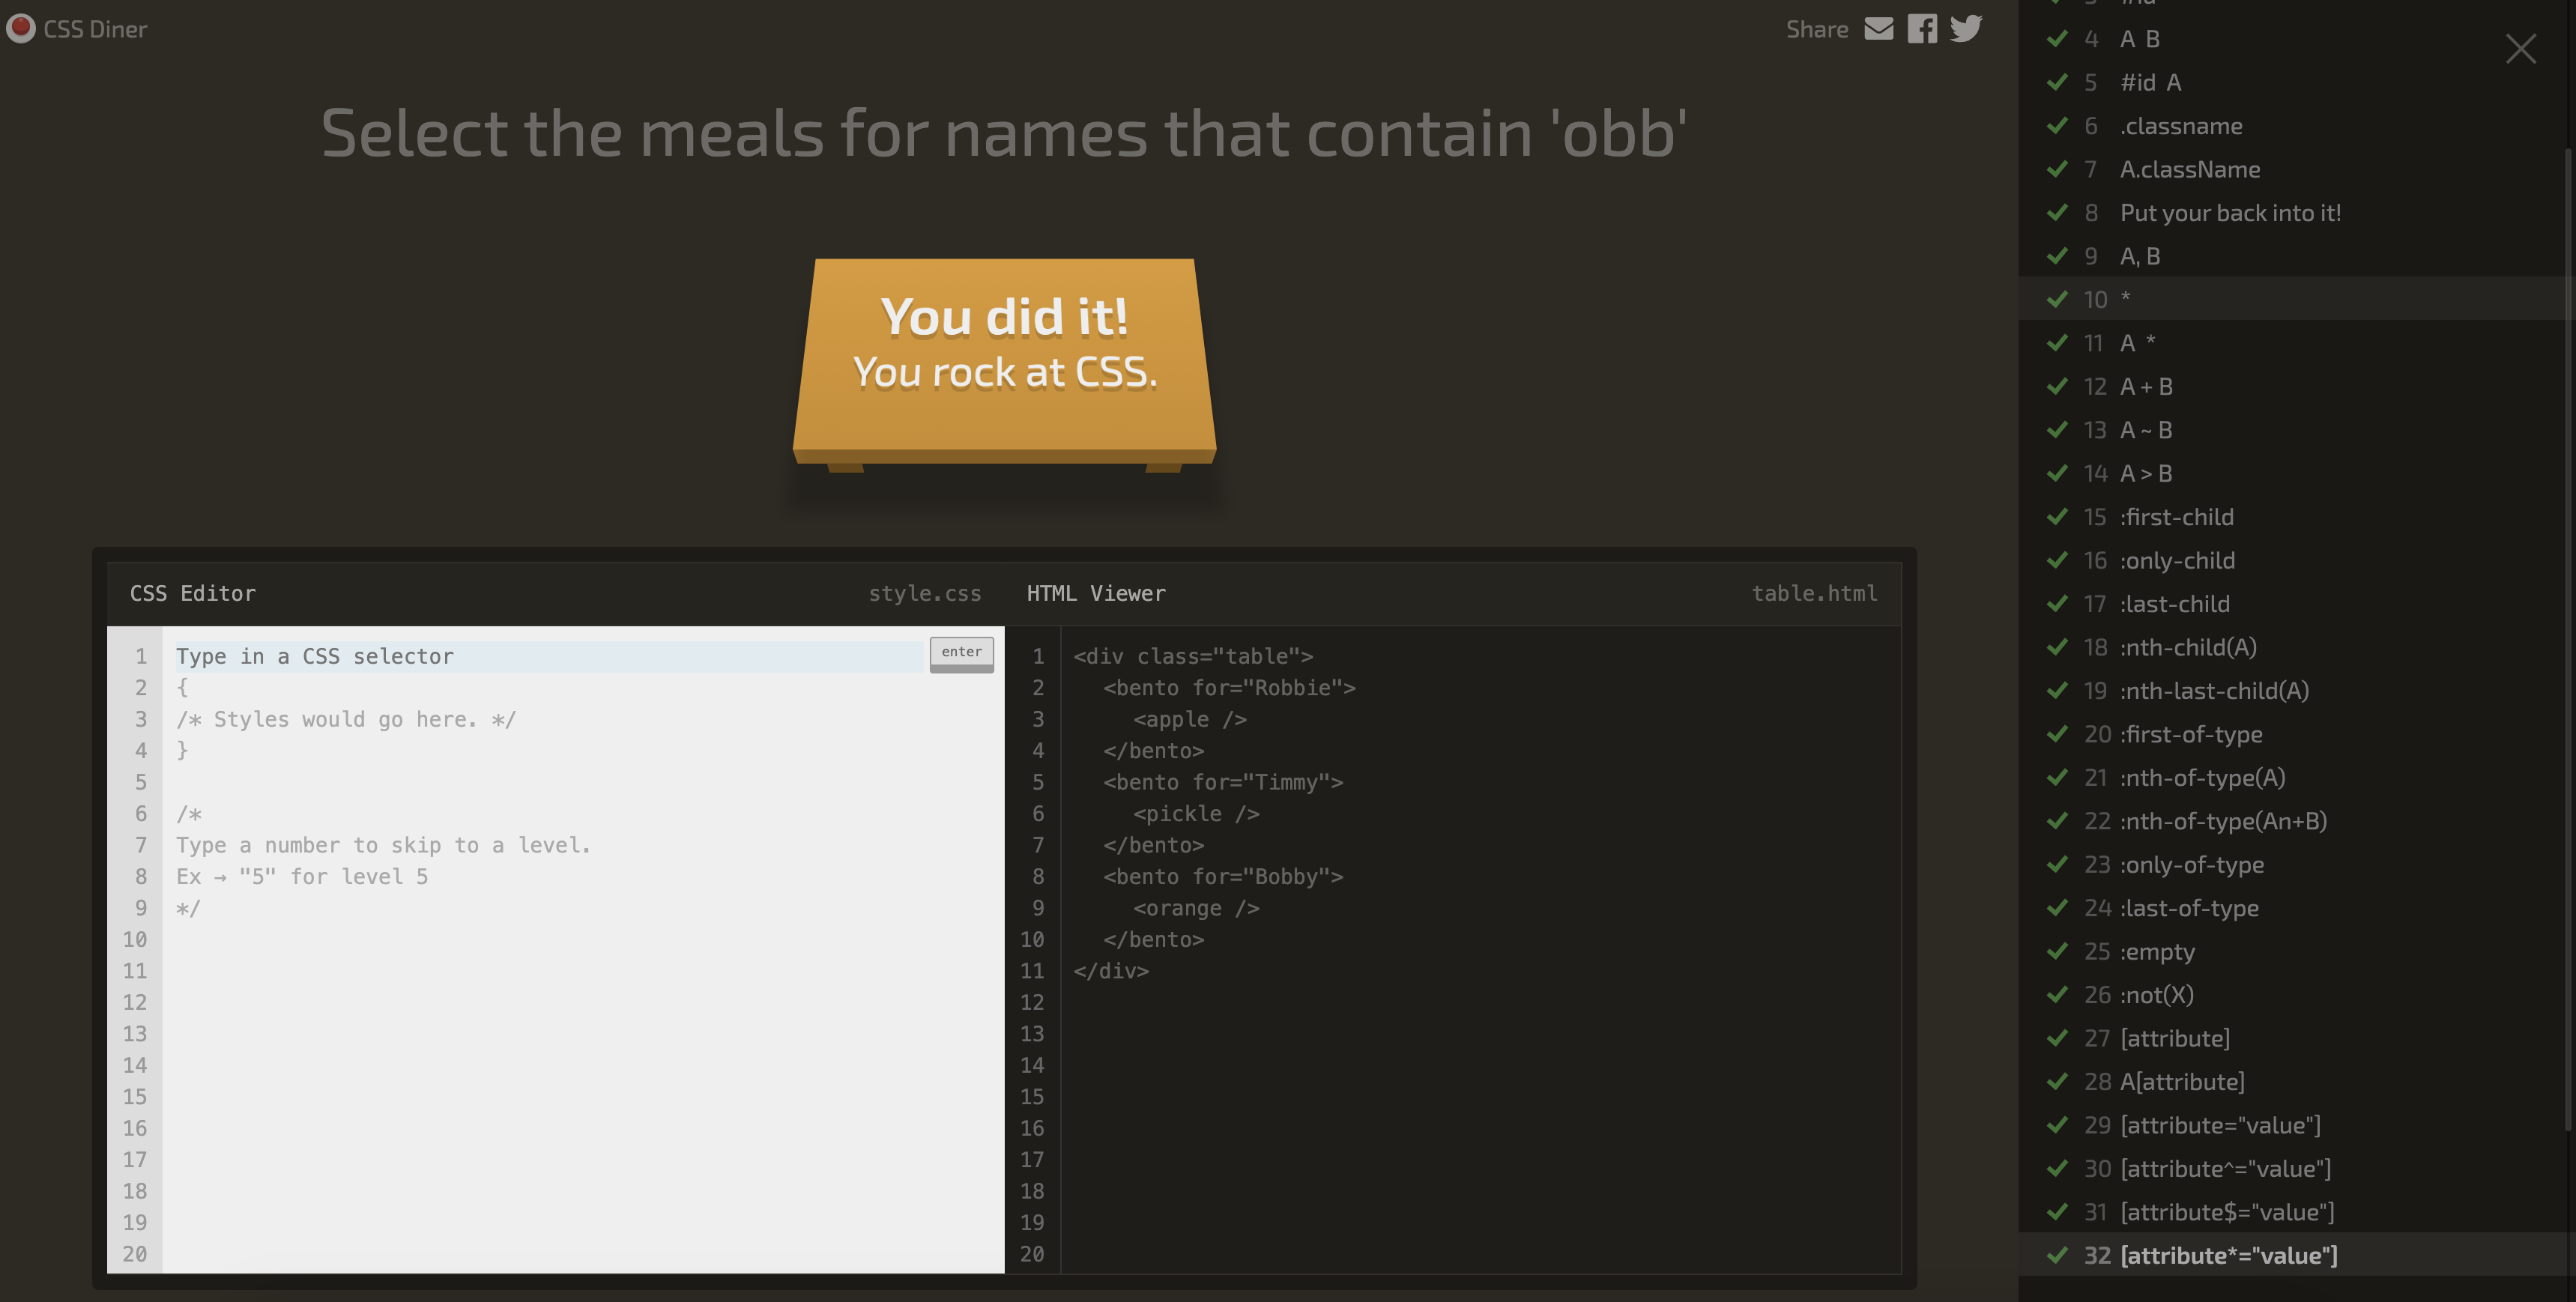 CSS Diner
Share
Select the meals for names that contain 'obb'
You did it!
You rock at CSS.
CSS Editor
style.css
1 Type in a CSS selector
enter
2 {
3 /* Styles would go here. */
4 }
5
6 /*
7 Type a number to skip to a level.
8 Ex → "5" for level 5
9 */
10
11
12
13
14
15
16
17
18
19
20
HTML Viewer
table.html
1 <div class="table">
2 <bento for="Robbie">
3 <apple />
4 </bento>
5 <bento for="Timmy">
6 <pickle />
7 </bento>
8 <bento for="Bobby">
9 <orange />
10 </bento>
11 </div>
12
13
14
15
16
17
18
19
20
3 #id
4 A B
5 #id A
6 .classname
7 A.className
8 Put your back into it!
9 A, B
10 *
11 A *
12 A + B
13 A ~ B
14 A > B
15 :first-child
16 :only-child
17 :last-child
18 :nth-child(A)
19 :nth-last-child(A)
20 :first-of-type
21 :nth-of-type(A)
22 :nth-of-type(An+B)
23 :only-of-type
24 :last-of-type
25 :empty
26 :not(X)
27 [attribute]
28 A[attribute]
29 [attribute="value"]
30 [attribute^="value"]
31 [attribute$="value"]
32 [attribute*="value"]